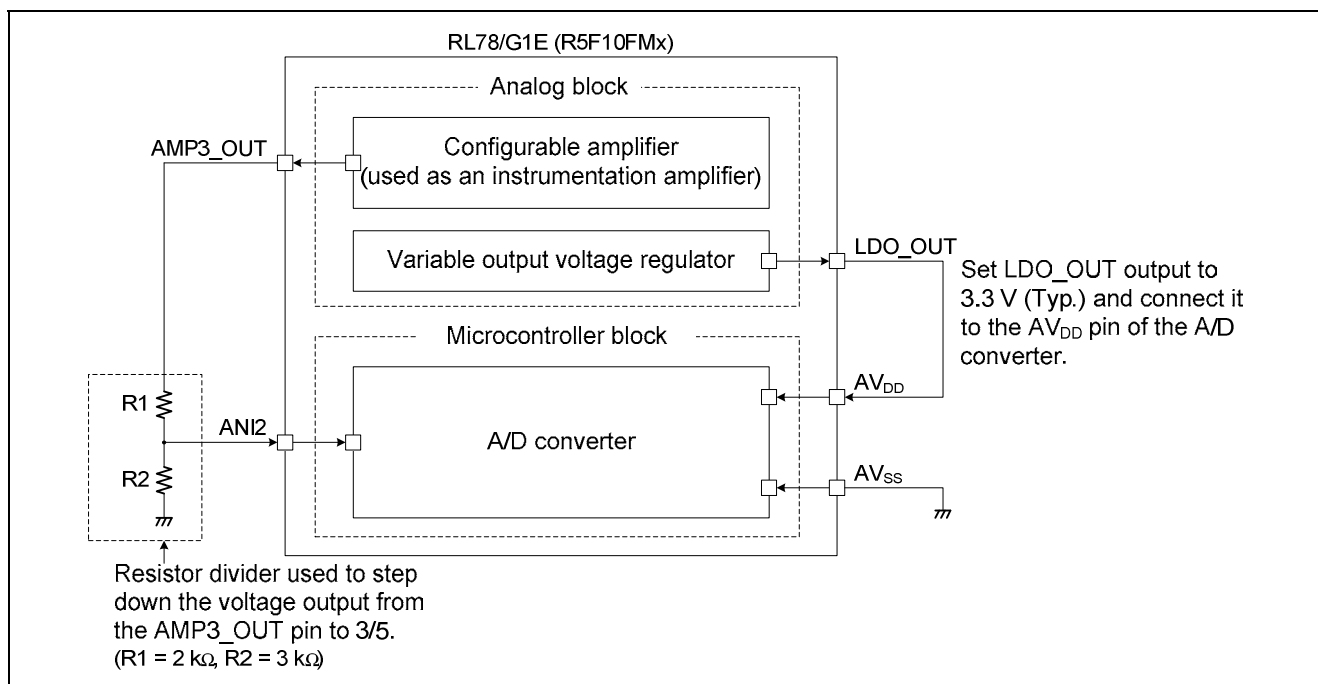 RL78/G1E (R5F10FMx)
Analog block
AMP3_OUT
Configurable amplifier
(used as an instrumentation amplifier)
Variable output voltage regulator
LDO_OUT
Set LDO_OUT output to
3.3 V (Typ.) and connect it
to the AVDD pin of the A/D
converter.
Microcontroller block
R1
R2
ANI2
A/D converter
AVDD
AVSS
Resistor divider used to step
down the voltage output from
the AMP3_OUT pin to 3/5.
(R1 = 2 kΩ, R2 = 3 kΩ)